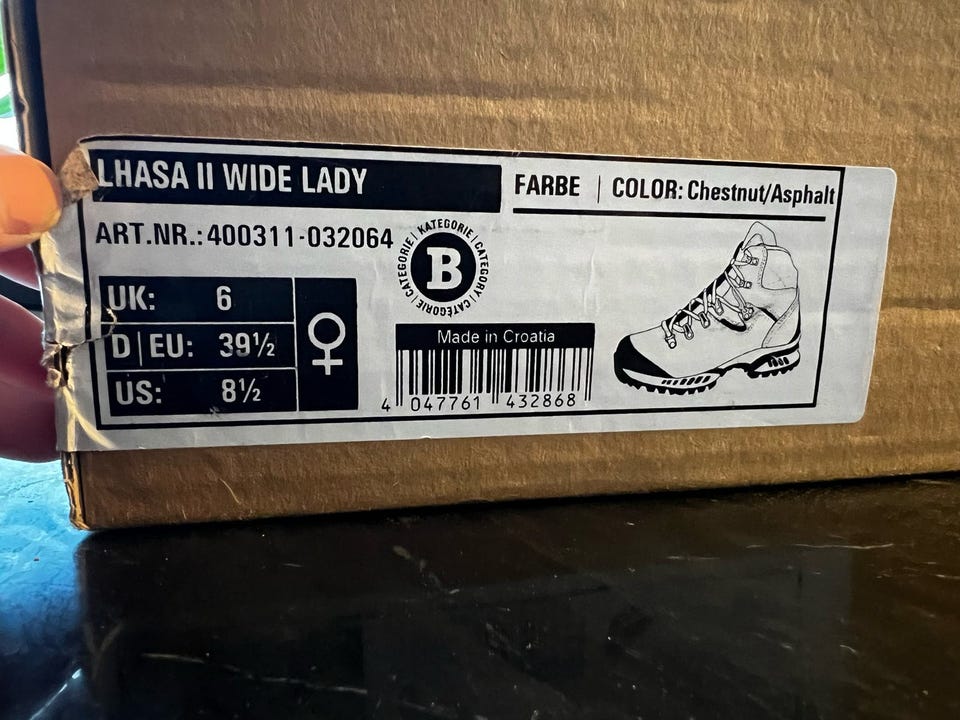 LHASA II WIDE LADY
FARBE | COLOR: Chestnut/Asphalt
ART.NR.: 400311-032064
KATEGORIE | CATEGORY | CATÉGORIE | CATEGORIE |
B
UK: 6
D|EU: 39½
US: 8½
Made in Croatia
4 047761 432868